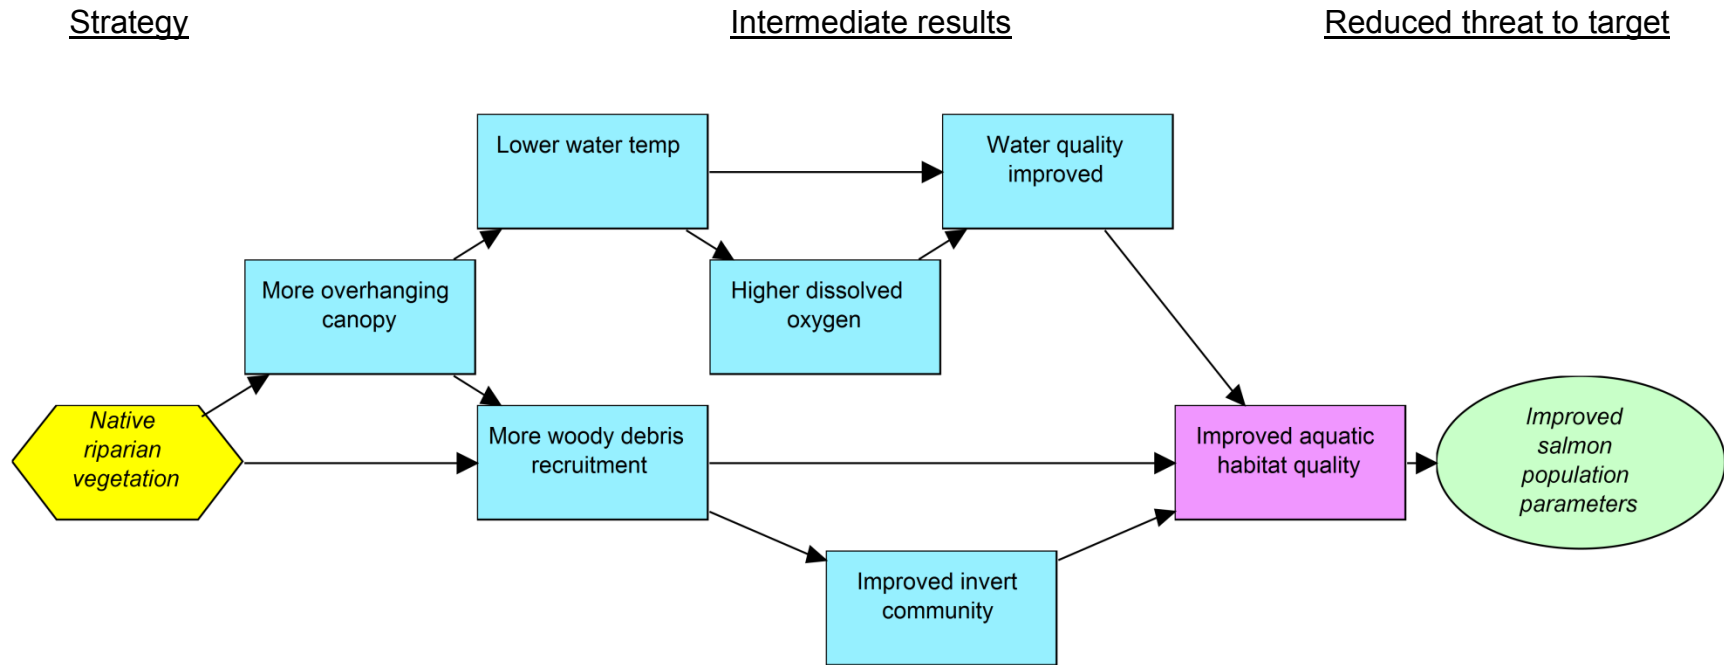 Strategy
Intermediate results
Reduced threat to target
Lower water temp
Water quality
improved
More overhanging
canopy
Higher dissolved
oxygen
Native
riparian
vegetation
More woody debris
recruitment
Improved aquatic
habitat quality
Improved
salmon
population
parameters
Improved invert
community